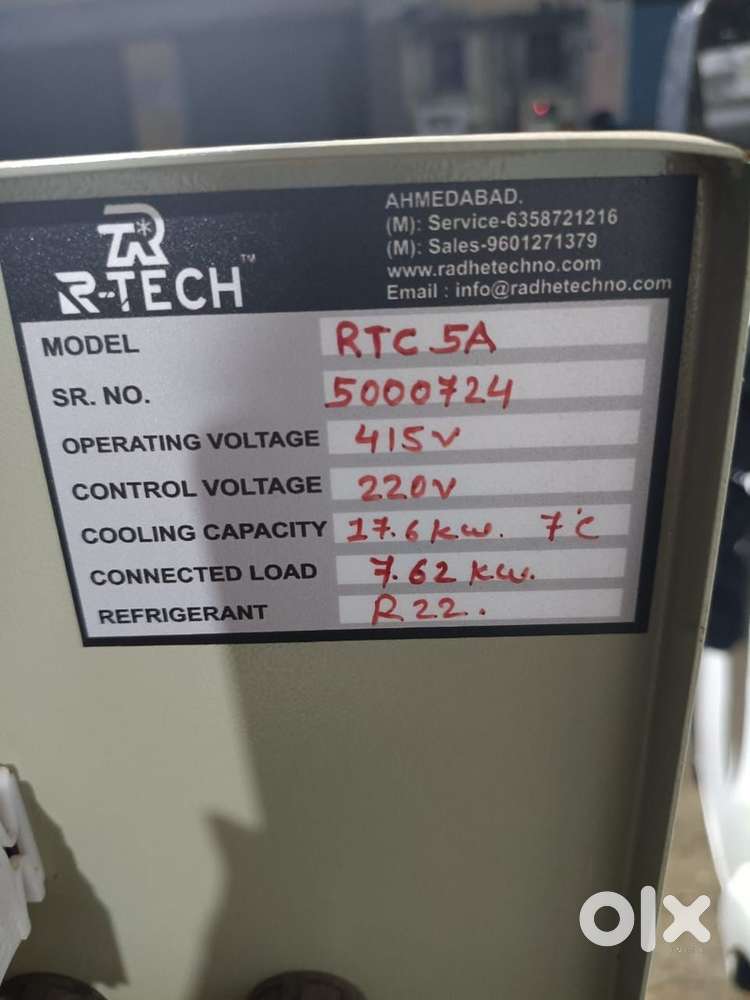 R-TECH™
AHMEDABAD.
(M): Service-6358721216
(M): Sales-9601271379
www.radhetechno.com
Email : info@radhetechno.com
MODEL RTC 5A
SR. NO. 5000724
OPERATING VOLTAGE 415V
CONTROL VOLTAGE 220V
COOLING CAPACITY 17.6 kw. 7°C
CONNECTED LOAD 7.62 kw.
REFRIGERANT R22.
olx